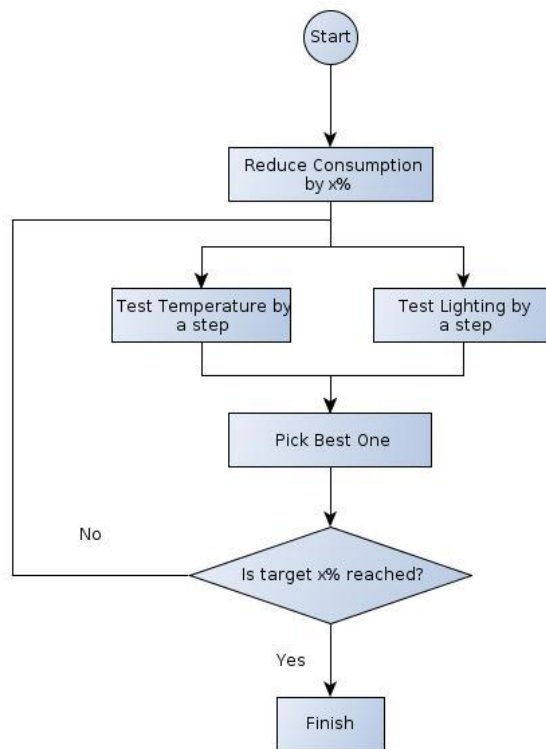 Start
Reduce Consumption
by x%
Test Temperature by
a step
Test Lighting by
a step
Pick Best One
No
Is target x% reached?
Yes
Finish